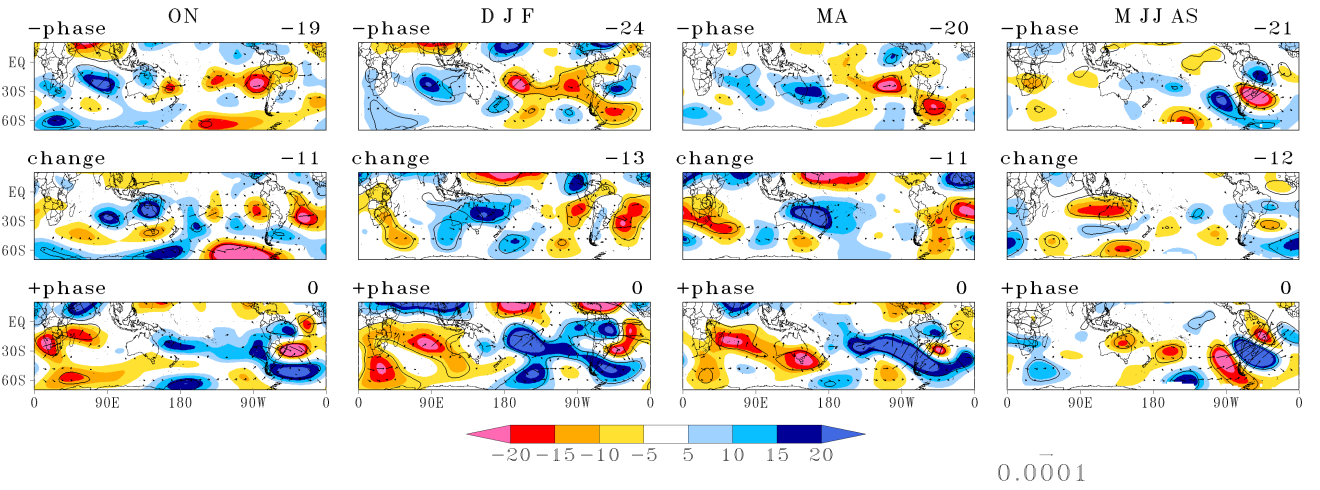 ON D J F MA M JJ AS
−phase −19 −phase −24 −phase −20 −phase −21
EQ
30S
60S
change −11 change −13 change −11 change −12
EQ
30S
60S
+phase 0 +phase 0 +phase 0 +phase 0
EQ
30S
60S
0 90E 180 90W 0 0 90E 180 90W 0 0 90E 180 90W 0 0 90E 180 90W 0
−20 −15 −10 −5 5 10 15 20
0.0001